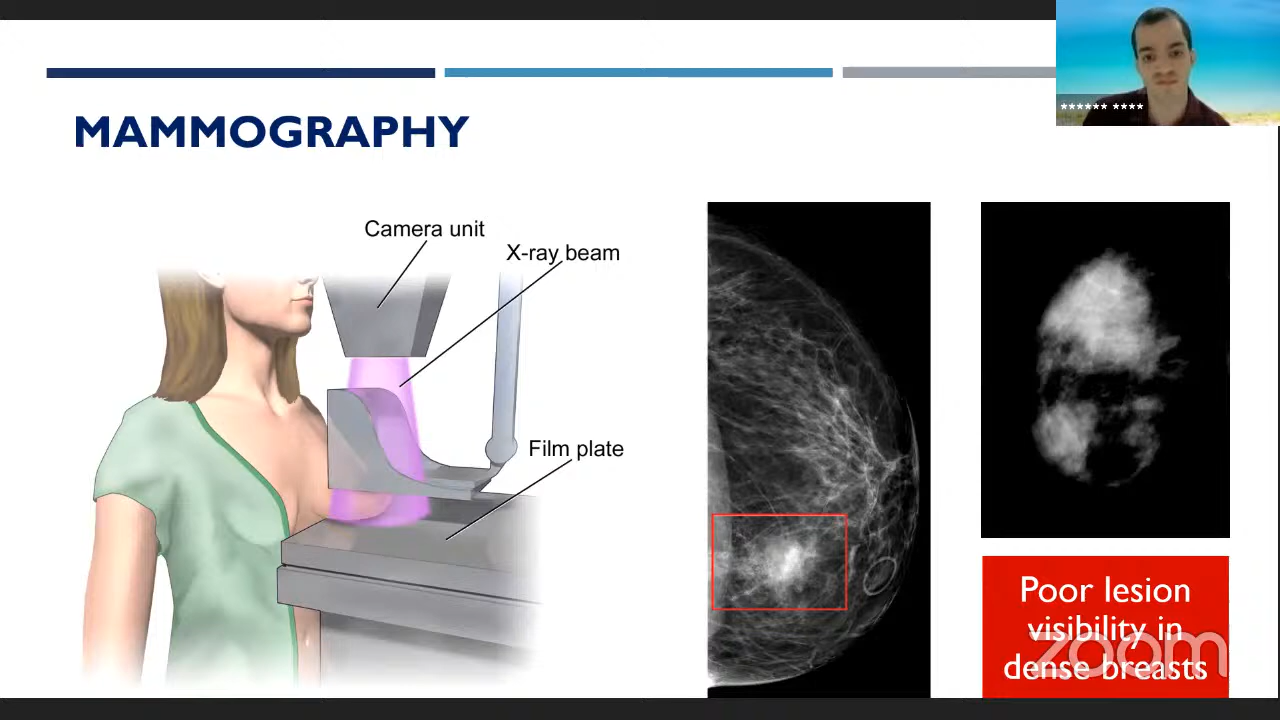 ****** ****
MAMMOGRAPHY
Camera unit
X-ray beam
Film plate
Poor lesion
visibility in
dense breasts
zoom